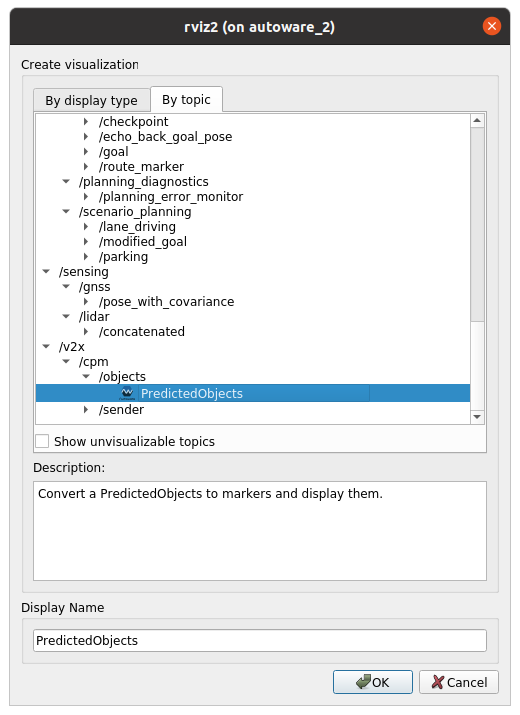 rviz2 (on autoware_2)
Create visualization
By display type
By topic
/checkpoint
/echo_back_goal_pose
/goal
/route_marker
/planning_diagnostics
/planning_error_monitor
/scenario_planning
/lane_driving
/modified_goal
/parking
/sensing
/gnss
/pose_with_covariance
/lidar
/concatenated
/v2x
/cpm
/objects
PredictedObjects
/sender
Show unvisualizable topics
Description:
Convert a PredictedObjects to markers and display them.
Display Name
PredictedObjects
OK
Cancel